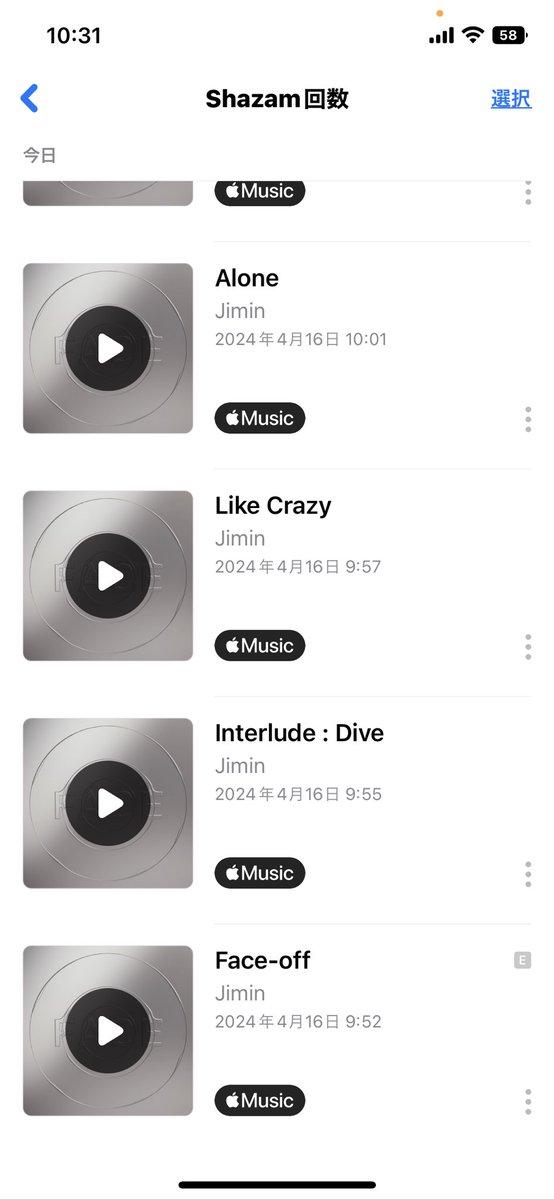 10:31
58
Shazam回数
選択
今日
Music
Alone
Jimin
2024年4月16日 10:01
Music
Like Crazy
Jimin
2024年4月16日 9:57
Music
Interlude : Dive
Jimin
2024年4月16日 9:55
Music
Face-off
E
Jimin
2024年4月16日 9:52
Music